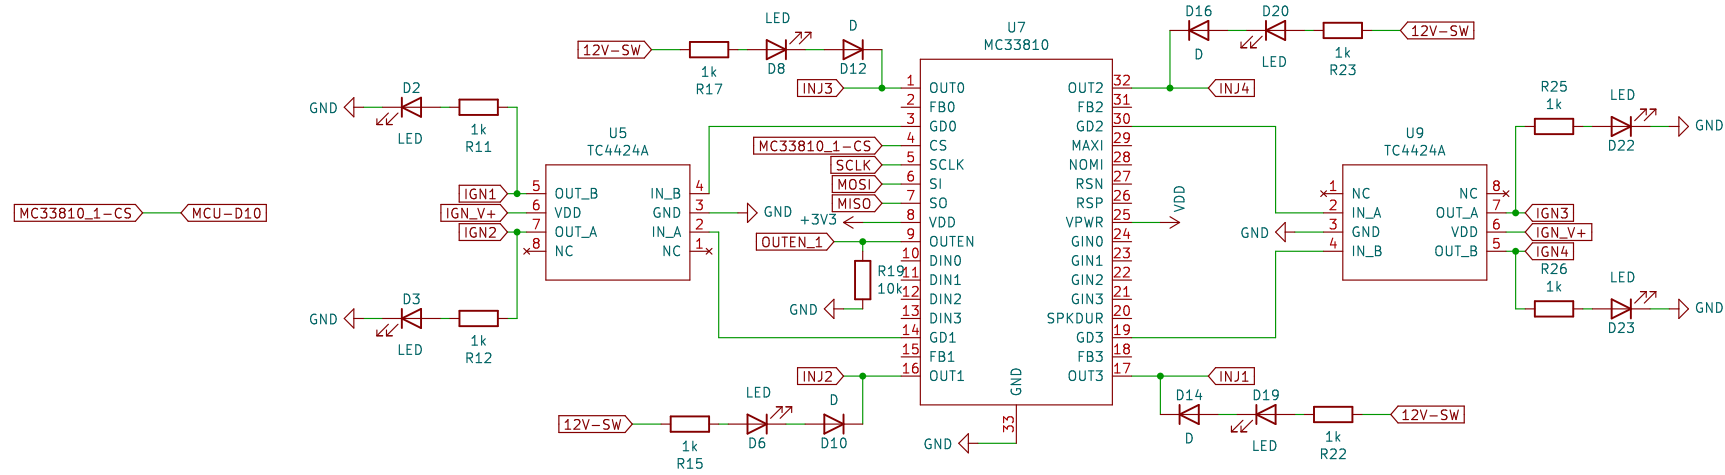 MC33810_1-CS
MCU-D10
GND
D2
LED
1k
R11
IGN1
IGN_V+
IGN2
GND
D3
LED
1k
R12
U5
TC4424A
5 OUT_B IN_B 4
6 VDD GND 3
7 OUT_A IN_A 2
8 NC NC 1
GND
12V-SW
1k
R17
LED
D8
D
D12
INJ3
MC33810_1-CS
SCLK
MOSI
MISO
+3V3
OUTEN_1
R19
10k
GND
INJ2
12V-SW
1k
R15
LED
D6
D
D10
U7
MC33810
1 OUT0 OUT2 32
2 FB0 FB2 31
3 GD0 GD2 30
4 CS MAXI 29
5 SCLK NOMI 28
6 SI RSN 27
7 SO RSP 26
8 VDD VPWR 25
9 OUTEN GIN0 24
10 DIN0 GIN1 23
11 DIN1 GIN2 22
12 DIN2 GIN3 21
13 DIN3 SPKDUR 20
14 GD1 GD3 19
15 FB1 FB3 18
16 OUT1 OUT3 17
GND
33
GND
D16
D
D20
LED
1k
R23
12V-SW
INJ4
VDD
INJ1
D14
D
D19
LED
1k
R22
12V-SW
U9
TC4424A
1 NC NC 8
2 IN_A OUT_A 7
3 GND VDD 6
4 IN_B OUT_B 5
GND
R25
1k
LED
D22
GND
IGN3
IGN_V+
IGN4
R26
1k
LED
D23
GND